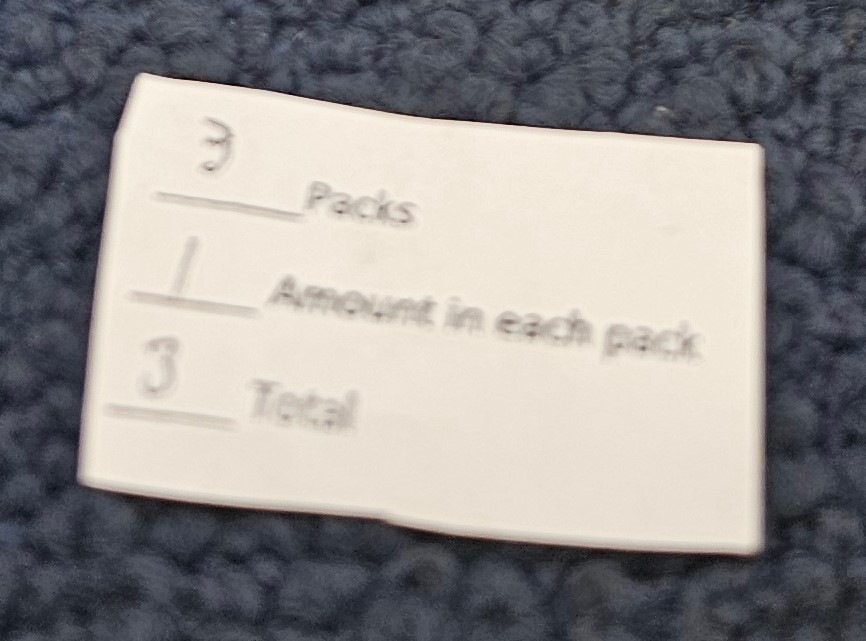 3 Packs
1 Amount in each pack
3 Total